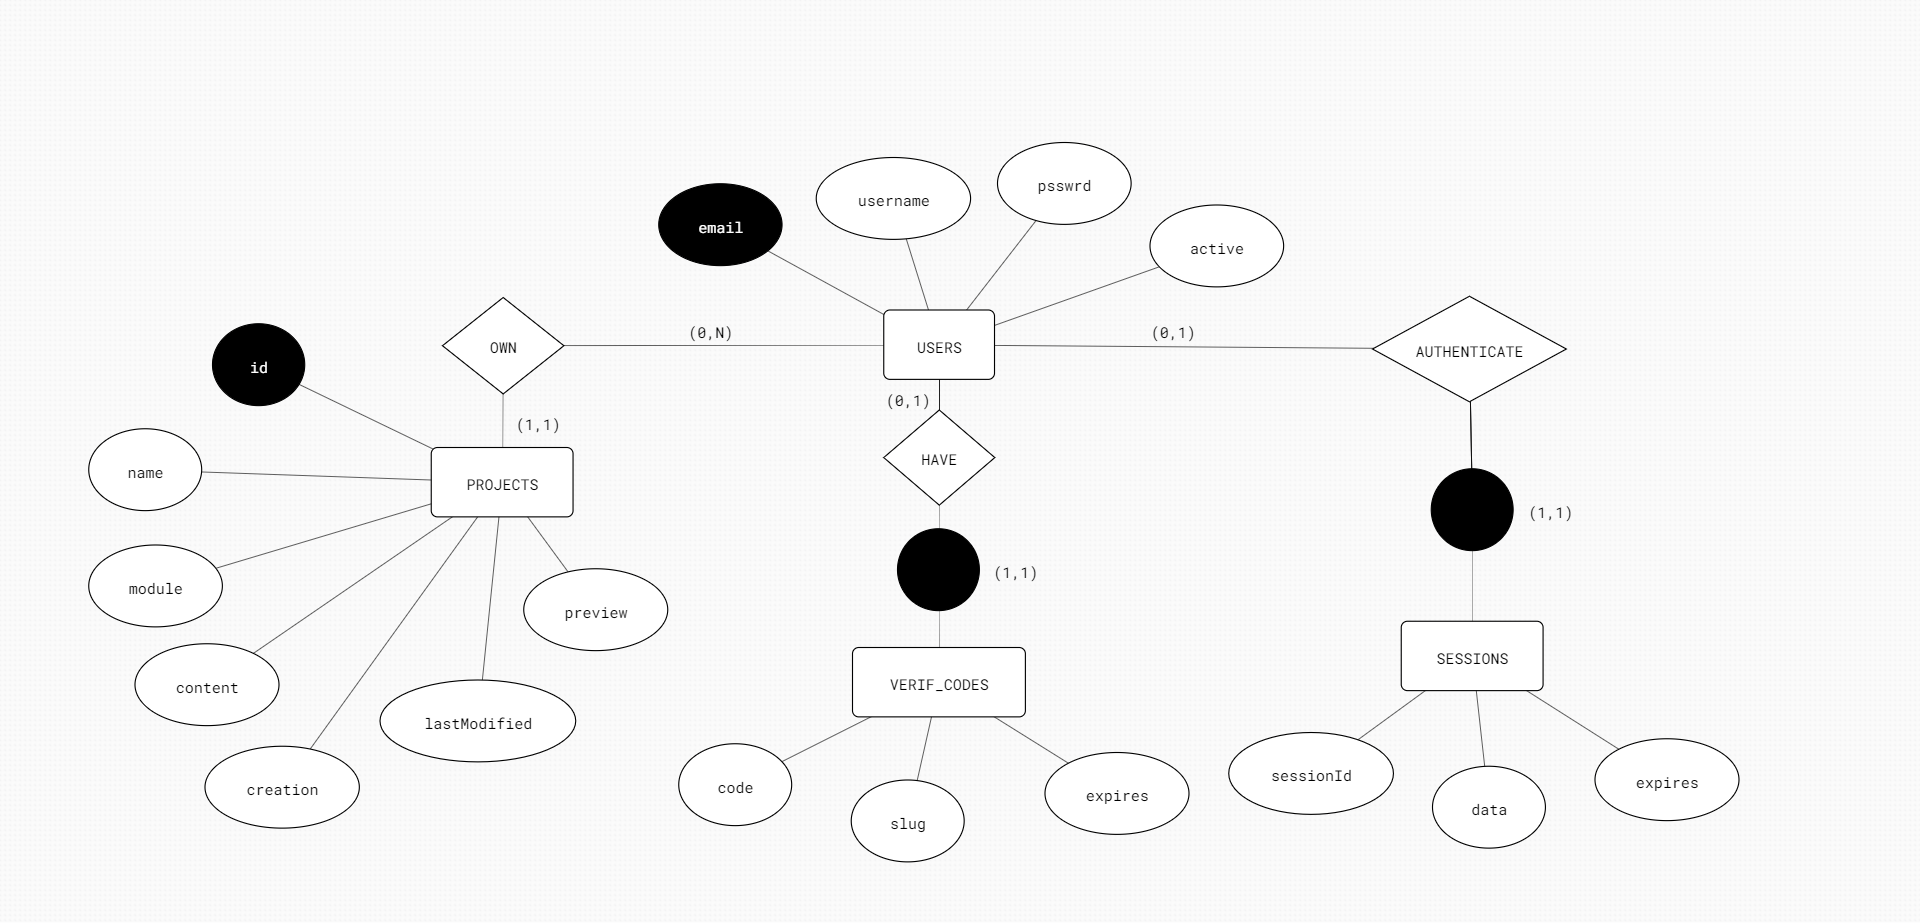 psswrd
username
email
active
OWN
(0,N)
USERS
(0,1)
AUTHENTICATE
id
(0,1)
(1,1)
name
HAVE
PROJECTS
(1,1)
module
(1,1)
preview
content
VERIF_CODES
SESSIONS
lastModified
creation
code
slug
expires
sessionId
data
expires